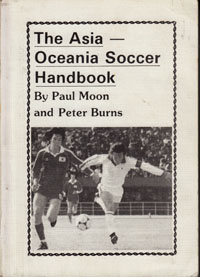 The Asia —
Oceania Soccer
Handbook
By Paul Moon
and Peter Burns